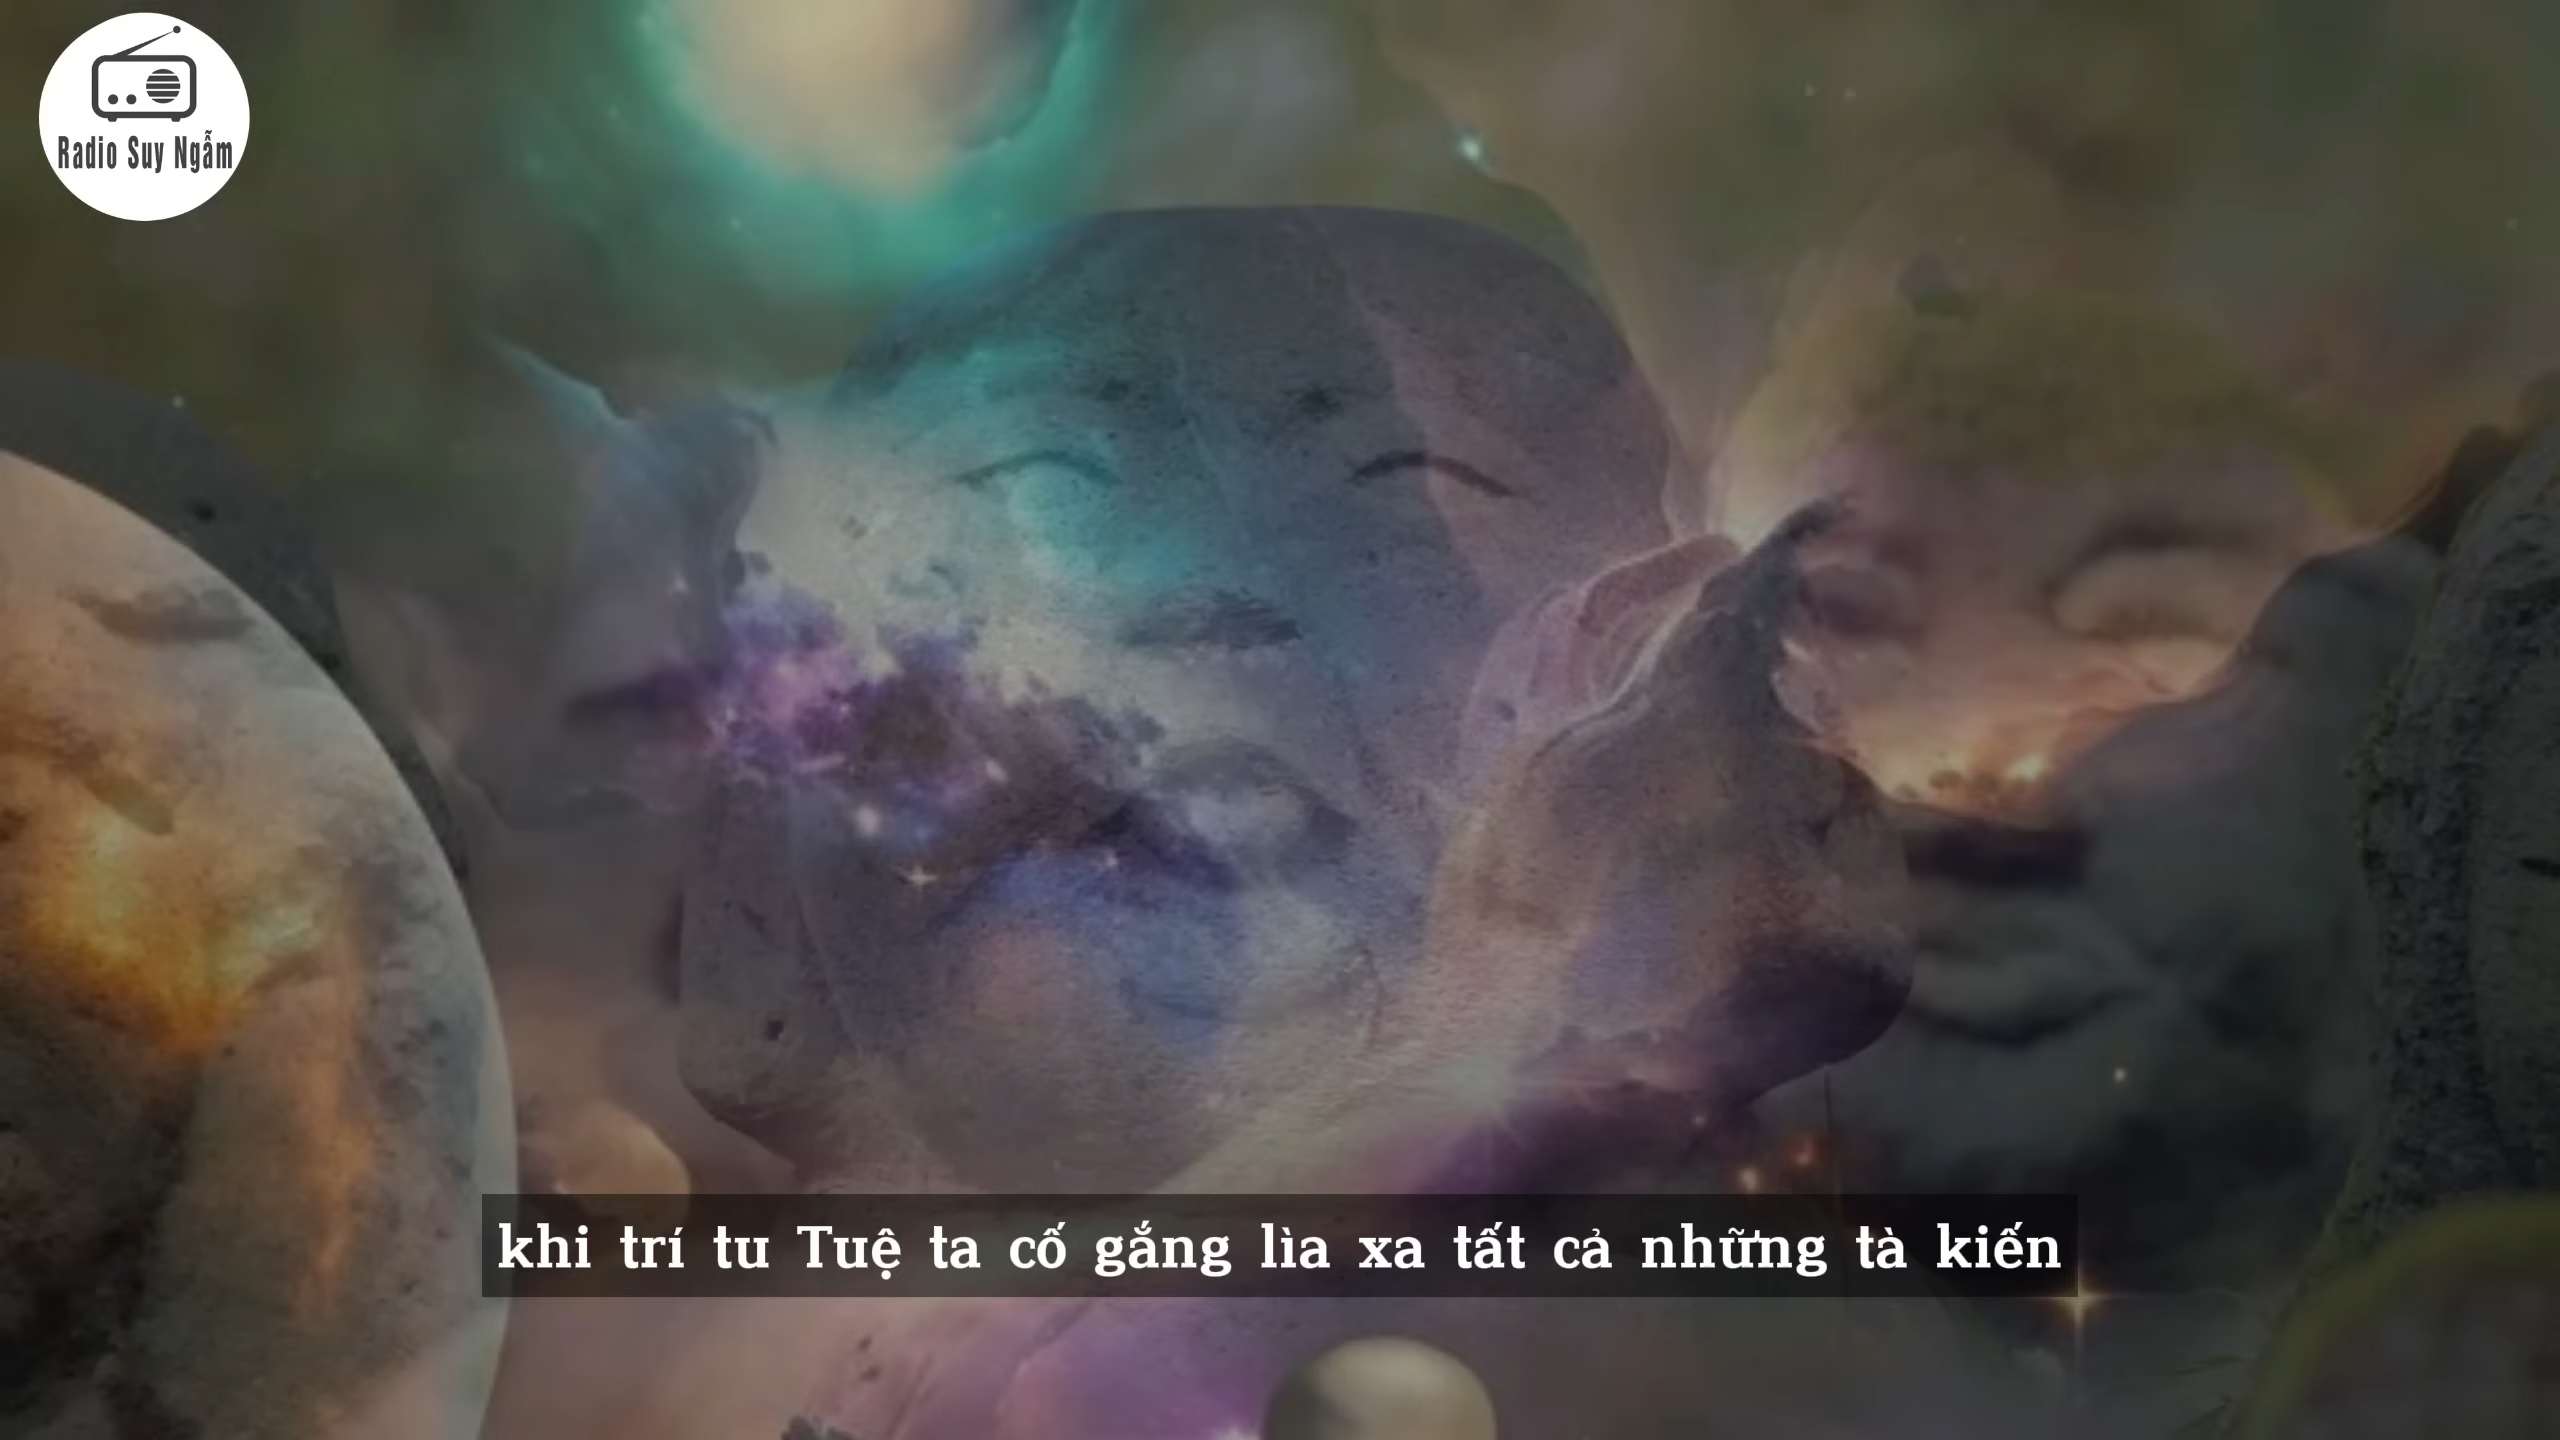 Radio Suy Ngẫm
khi trí tu Tuệ ta cố gắng lìa xa tất cả những tà kiến